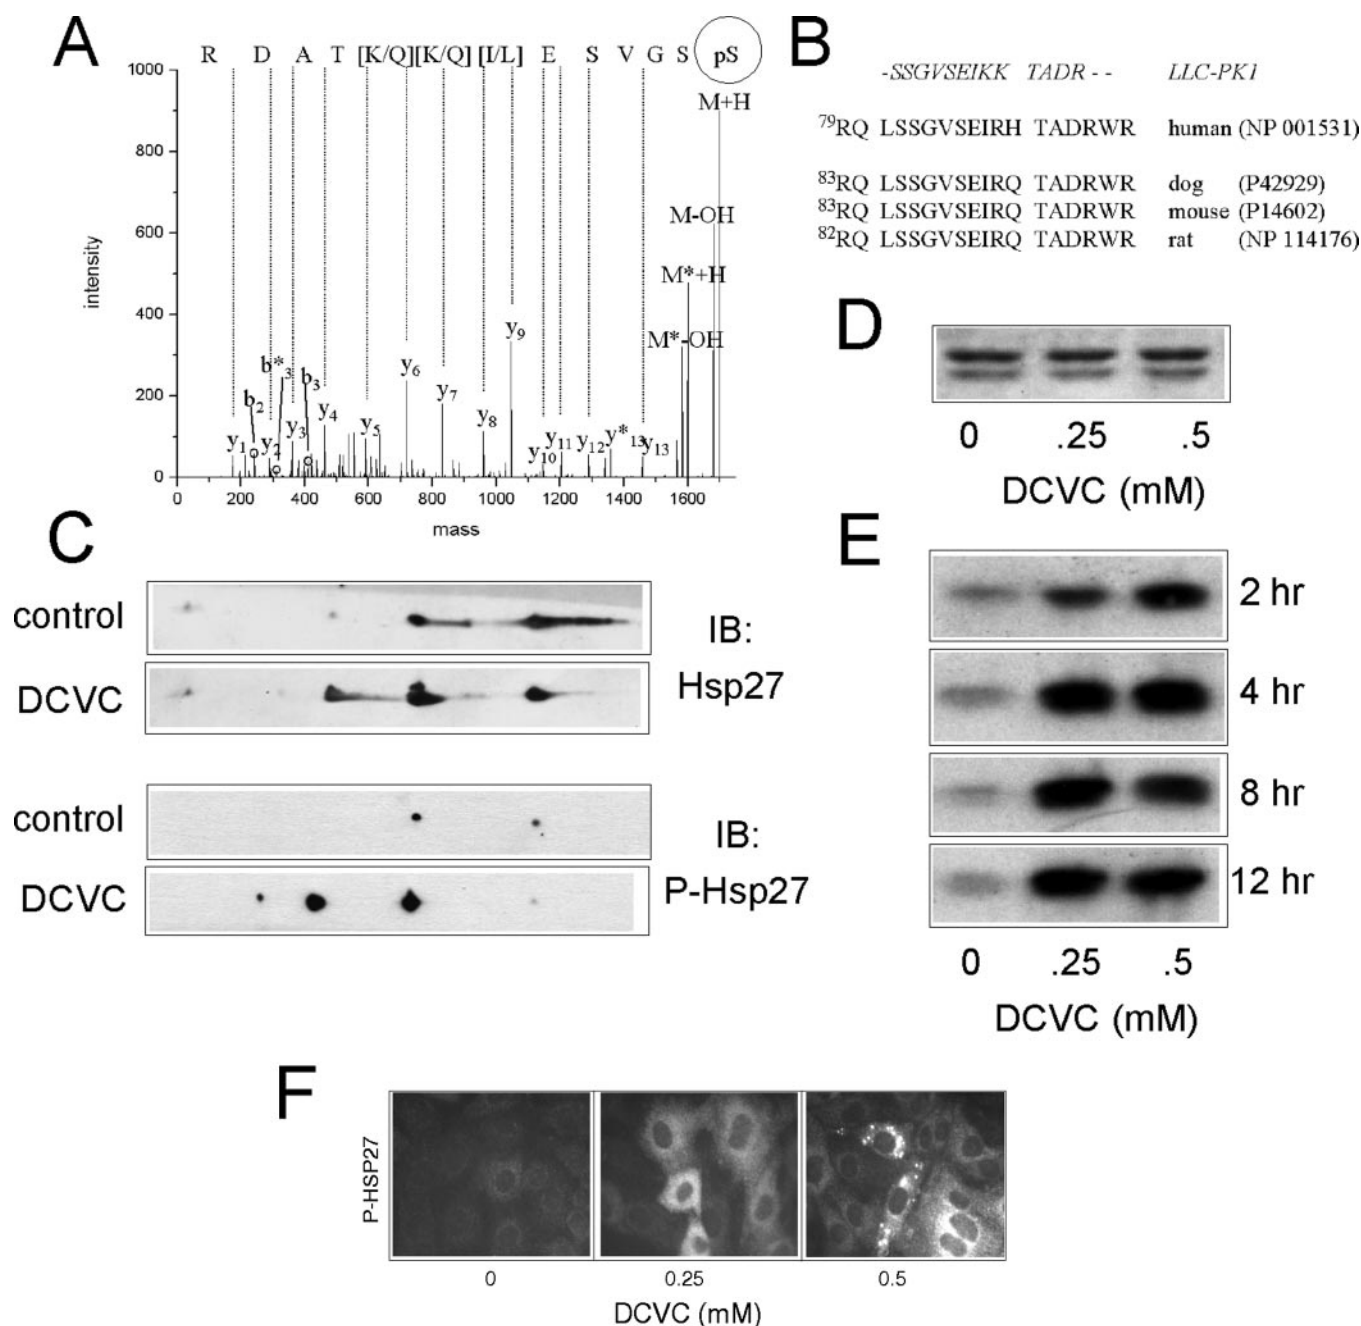 A
R D A T [K/Q][K/Q] [I/L] E S V G S pS
1000
800
600
400
200
0
intensity
M+H
M-OH
M*+H
M*-OH
y1 b2 y2 b*3 y3 b3 y4 y5 y6 y7 y8 y9 y10 y11 y12 y*13 y13
0 200 400 600 800 1000 1200 1400 1600
mass
B
-SSGVSEIKK TADR - - LLC-PK1
79RQ LSSGVSEIRH TADRWR human (NP 001531)
83RQ LSSGVSEIRQ TADRWR dog (P42929)
83RQ LSSGVSEIRQ TADRWR mouse (P14602)
82RQ LSSGVSEIRQ TADRWR rat (NP 114176)
C
control
DCVC
IB:
Hsp27
control
DCVC
IB:
P-Hsp27
D
0 .25 .5
DCVC (mM)
E
2 hr
4 hr
8 hr
12 hr
0 .25 .5
DCVC (mM)
F
P-HSP27
0 0.25 0.5
DCVC (mM)